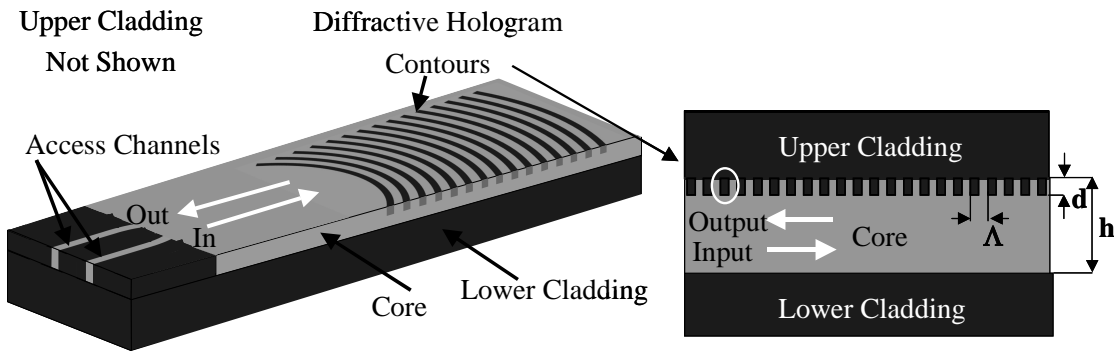 Upper Cladding
Not Shown
Diffractive Hologram
Contours
Access Channels
Out
In
Core
Lower Cladding
Upper Cladding
d
h
Output
Input
Core
Λ
Lower Cladding